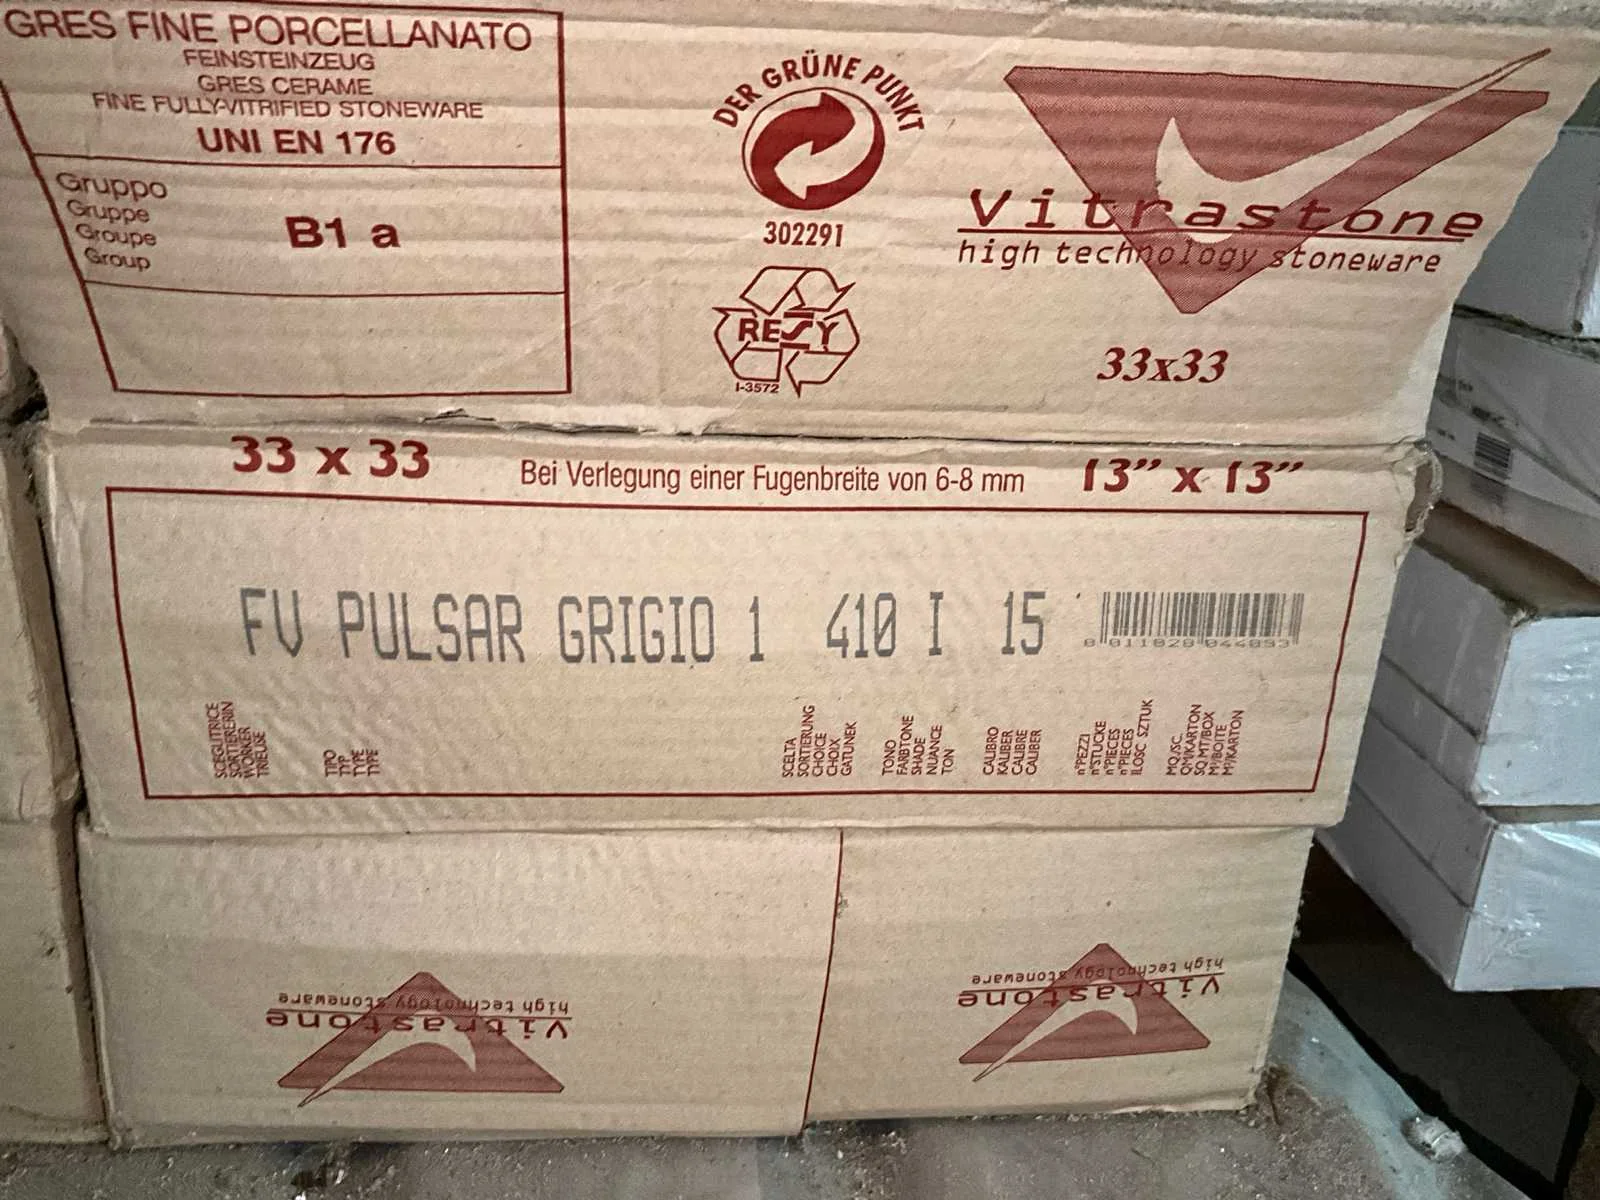 GRES FINE PORCELLANATO
FEINSTEINZEUG
GRES CERAME
FINE FULLY-VITRIFIED STONEWARE
UNI EN 176
Gruppo
Gruppe
Groupe
Group
B1 a
DER GRÜNE PUNKT
302291
RESY
I-3572
Vitrastone
high technology stoneware
33x33
33 x 33
Bei Verlegung einer Fugenbreite von 6-8 mm
13" x 13"
FV PULSAR GRIGIO 1 410 I 15
8 011828 044893
SCEGLITRICE
SORTIERERIN
WORKER
TRIEUSE
TIPO
TYP
TYPE
TYPE
SCELTA
SORTIERUNG
CHOICE
CHOIX
GATUNEK
TONO
FARBTONE
SHADE
NUANCE
TON
CALIBRO
KALIBER
CALIBRE
CALIBER
n°PEZZI
n°STUCKE
n°PIECES
n°PIECES
ILOSC SZTUK
MQ/SC.
QM/KARTON
SQ MT/BOX
M²/BOITE
M²/KARTON
Vitrastone
high technology stoneware
Vitrastone
high technology stoneware